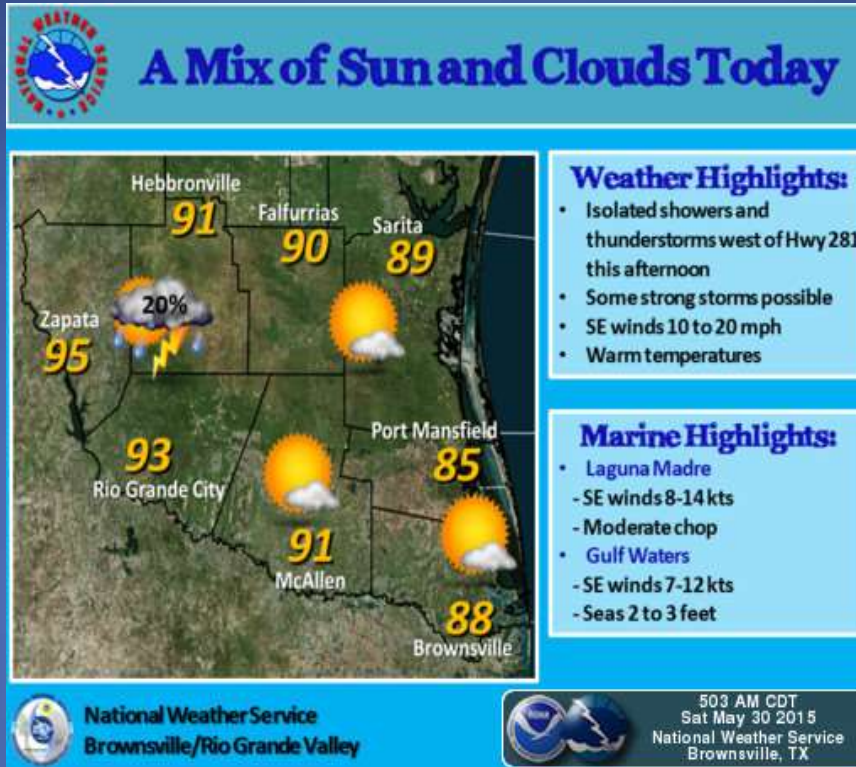 NATIONAL WEATHER SERVICE
A Mix of Sun and Clouds Today
Hebbronville
91
Falfurrias
90
Sarita
89
20%
Zapata
95
Port Mansfield
85
93
Rio Grande City
91
McAllen
88
Brownsville
Weather Highlights:
• Isolated showers and
thunderstorms west of Hwy 281
this afternoon
• Some strong storms possible
• SE winds 10 to 20 mph
• Warm temperatures
Marine Highlights:
• Laguna Madre
- SE winds 8-14 kts
- Moderate chop
• Gulf Waters
- SE winds 7-12 kts
- Seas 2 to 3 feet
National Weather Service
Brownsville/Rio Grande Valley
NOAA
503 AM CDT
Sat May 30 2015
National Weather Service
Brownsville, TX